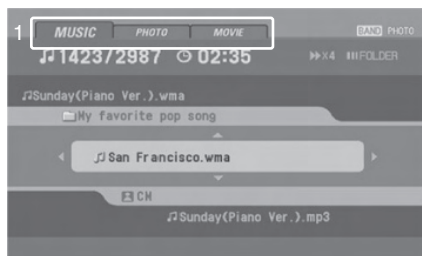 1 MUSIC PHOTO MOVIE BAND PHOTO
1423/2987 02:35 x4 FOLDER
Sunday(Piano Ver.).wma
My favorite pop song
San Francisco.wma
CM
Sunday(Piano Ver.).mp3